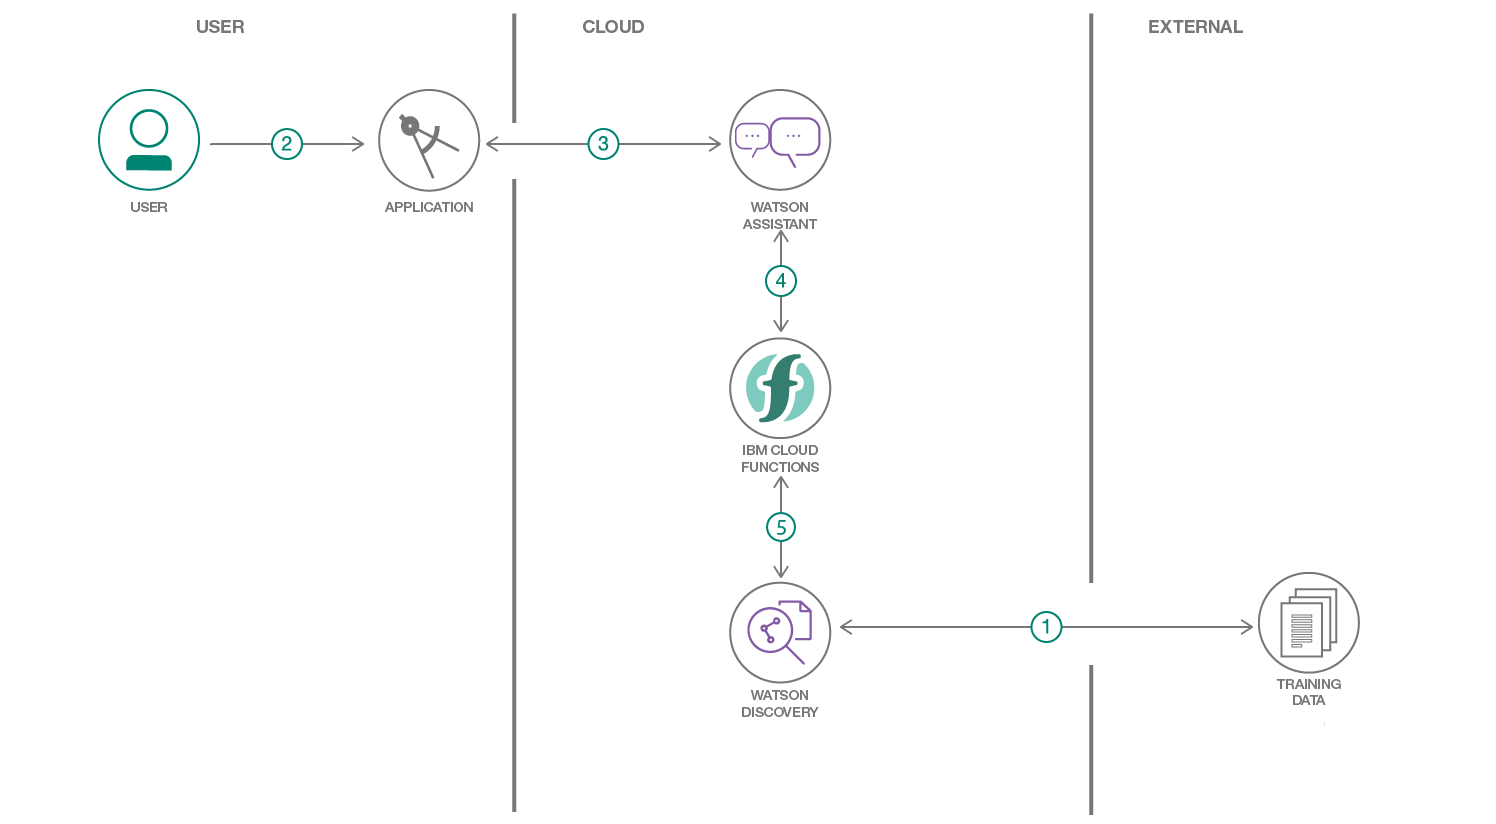 USER
CLOUD
EXTERNAL
2
3
USER
APPLICATION
WATSON
ASSISTANT
4
IBM CLOUD
FUNCTIONS
5
1
WATSON
DISCOVERY
TRAINING
DATA